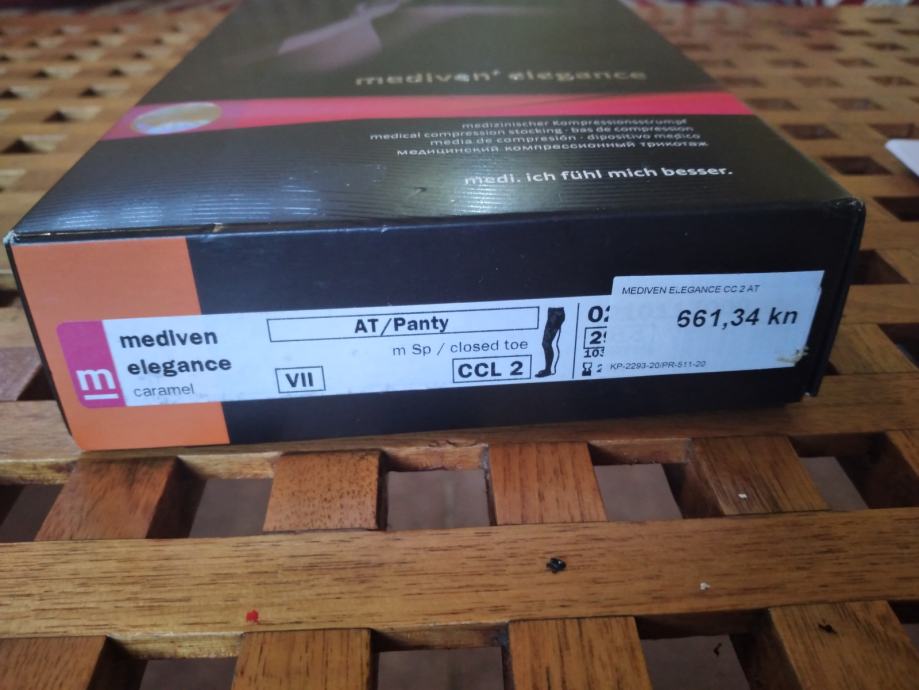 mediven® elegance
medizinischer Kompressionsstrumpf
medical compression stocking · bas de compression
media de compresión · dipositivo medico
медицинский компрессионный трикотаж
medi. ich fühl mich besser.
m
mediven
elegance
caramel
AT/Panty
m Sp / closed toe
VII
CCL 2
MEDIVEN ELEGANCE CC 2 AT
661,34 kn
KP-2293-20/PR-511-20